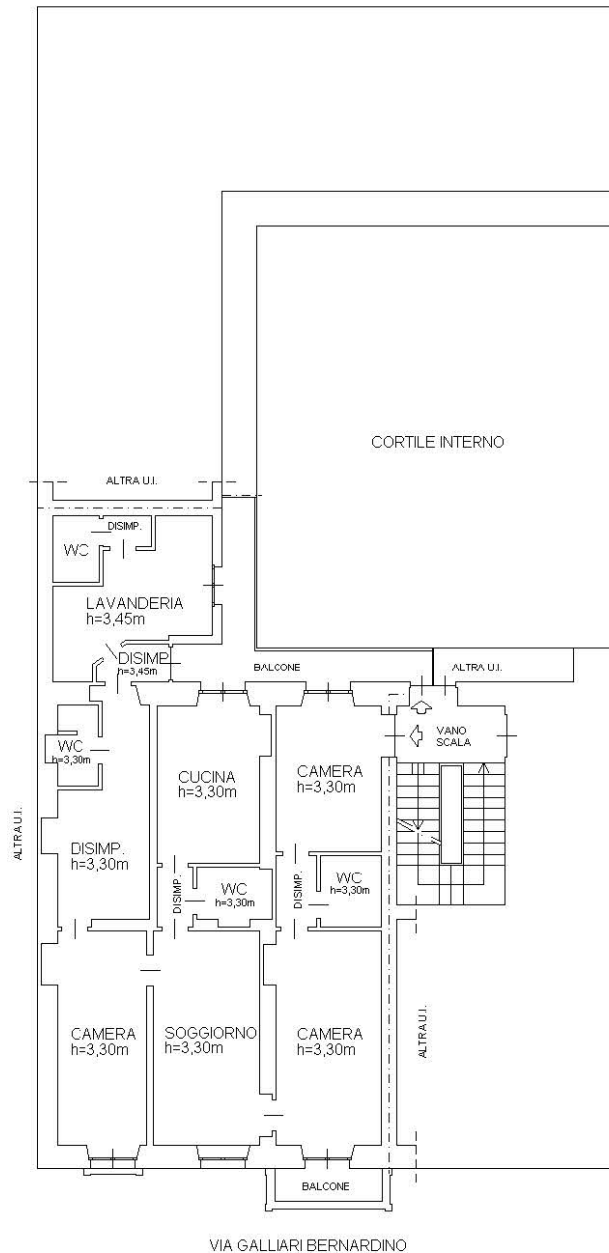 CORTILE INTERNO
ALTRA U.I.
DISIMP.
WC
LAVANDERIA
h=3,45m
DISIMP.
h=3,45m
BALCONE
ALTRA U.I.
WC
h=3,30m
CUCINA
h=3,30m
CAMERA
h=3,30m
VANO
SCALA
ALTRA U.I.
DISIMP.
h=3,30m
DISIMP.
WC
h=3,30m
DISIMP.
WC
h=3,30m
CAMERA
h=3,30m
SOGGIORNO
h=3,30m
CAMERA
h=3,30m
ALTRA U.I.
BALCONE
VIA GALLIARI BERNARDINO